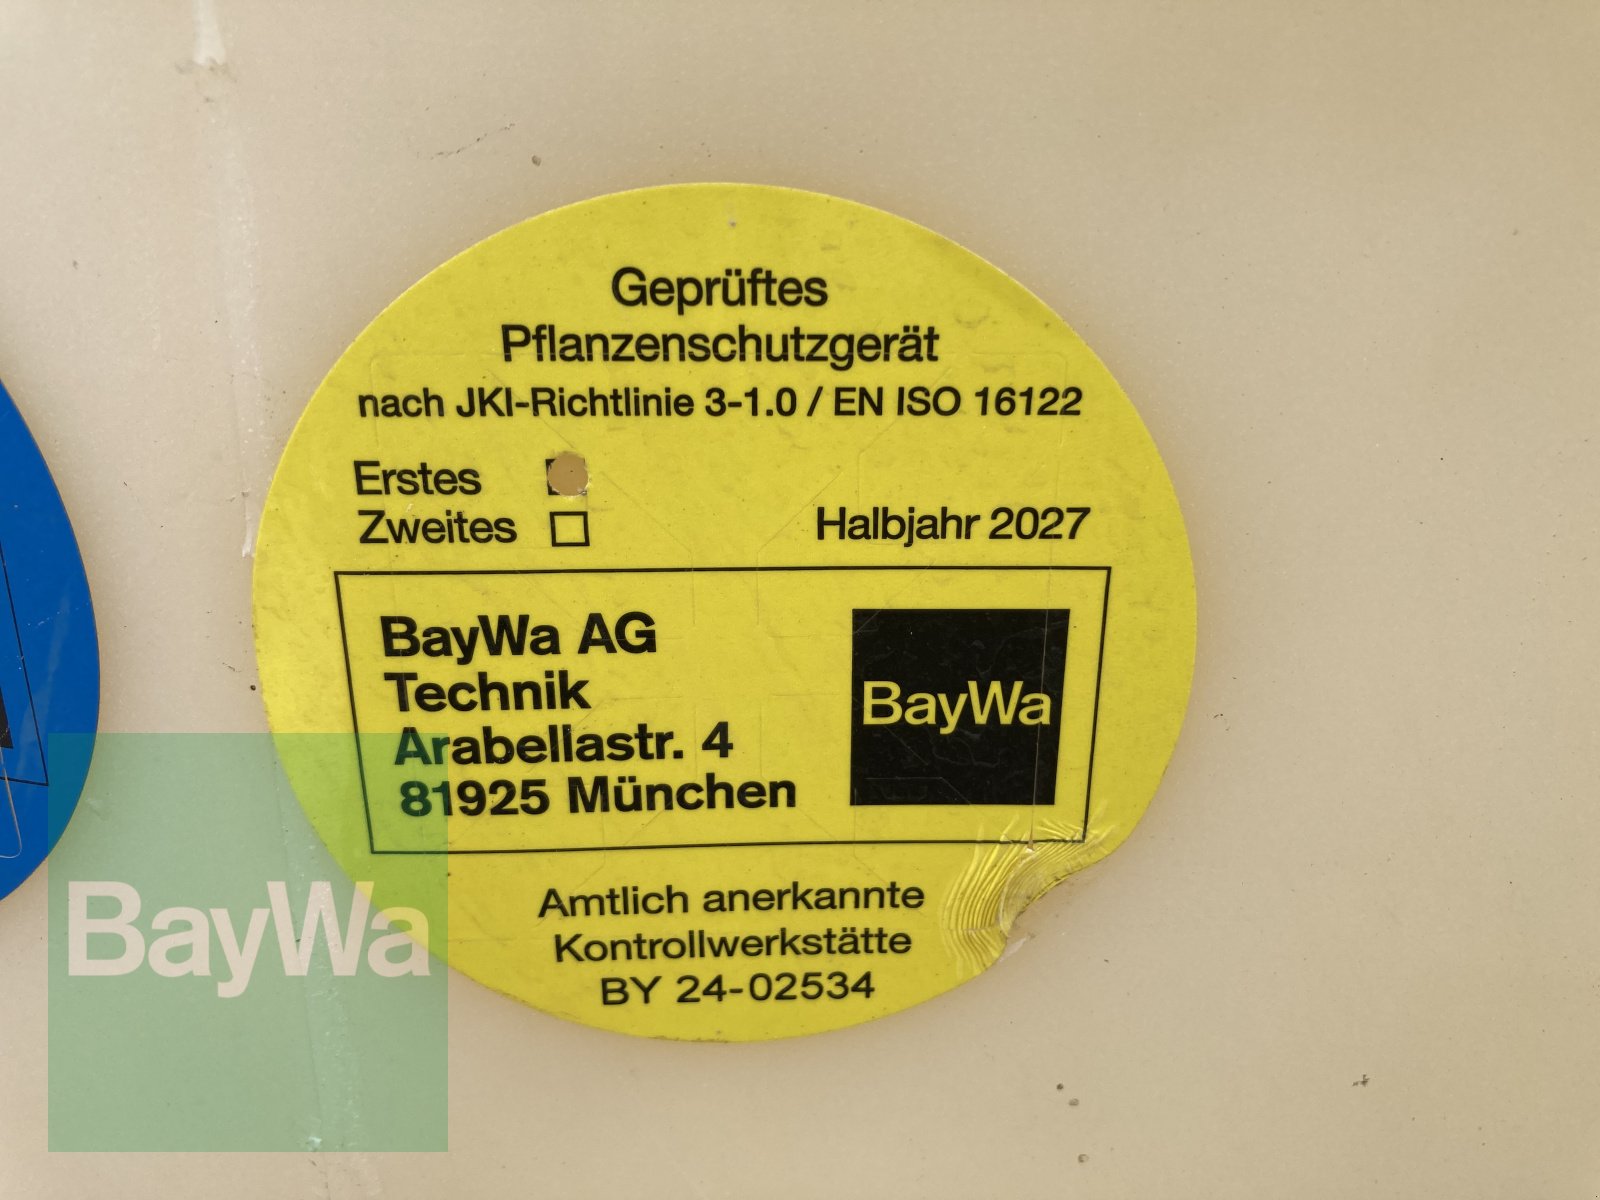 Geprüftes
Pflanzenschutzgerät
nach JKI-Richtlinie 3-1.0 / EN ISO 16122
Erstes
Zweites
Halbjahr 2027
BayWa AG
Technik
Arabellastr. 4
81925 München
BayWa
Amtlich anerkannte
Kontrollwerkstätte
BY 24-02534
BayWa